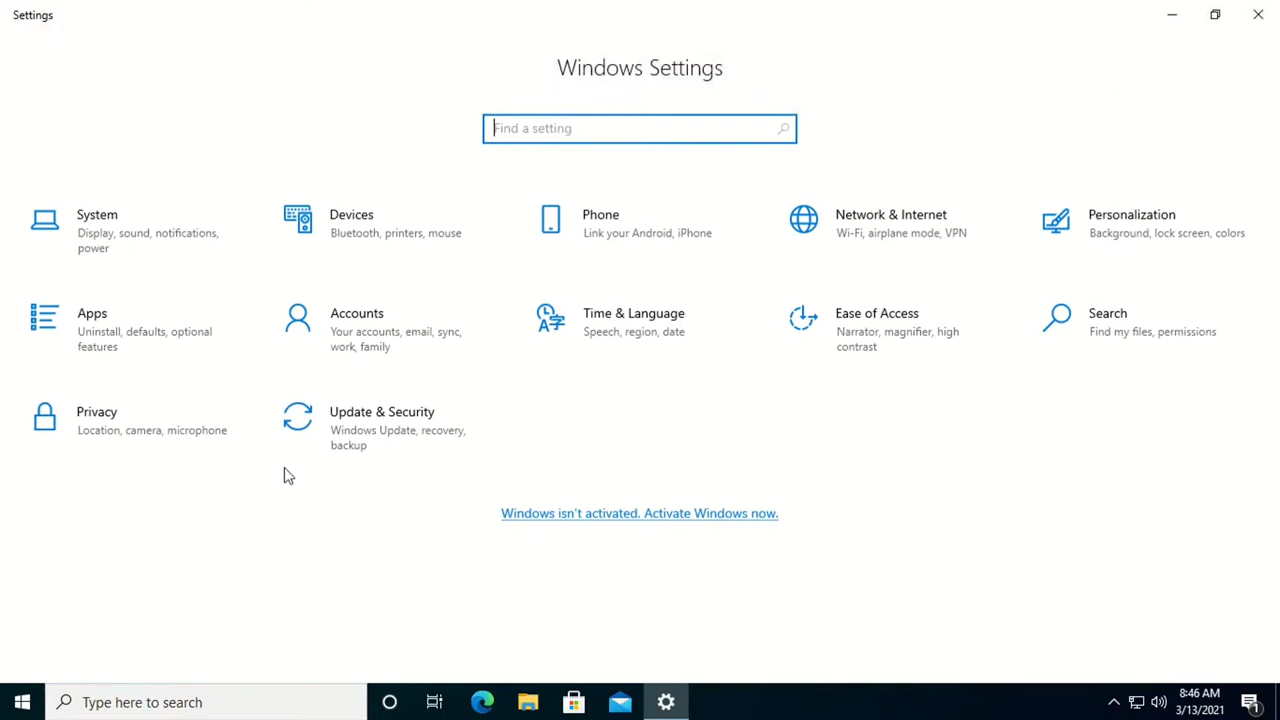 Settings
Windows Settings
Find a setting
System
Display, sound, notifications,
power
Devices
Bluetooth, printers, mouse
Phone
Link your Android, iPhone
Network & Internet
Wi-Fi, airplane mode, VPN
Personalization
Background, lock screen, colors
Apps
Uninstall, defaults, optional
features
Accounts
Your accounts, email, sync,
work, family
Time & Language
Speech, region, date
Ease of Access
Narrator, magnifier, high
contrast
Search
Find my files, permissions
Privacy
Location, camera, microphone
Update & Security
Windows Update, recovery,
backup
Windows isn't activated. Activate Windows now.
Type here to search
8:46 AM
3/13/2021
1